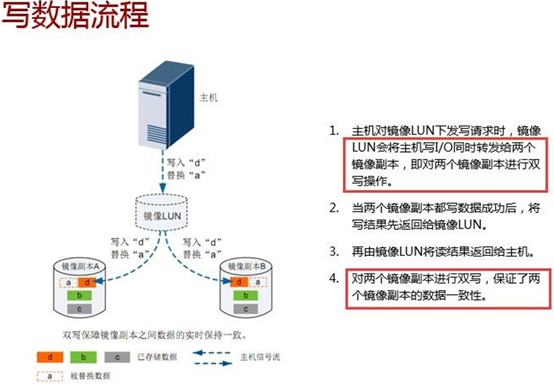 写数据流程
主机
写入“d”
替换“a”
镜像LUN
写入“d”
替换“a”
写入“d”
替换“a”
镜像副本A
a d
b
c
镜像副本B
d a
b
c
双写保障镜像副本之间数据的实时保持一致。
d b c 已存储数据 主机信号流
a 被替换数据
1. 主机对镜像LUN下发写请求时，镜像
LUN会将主机写I/O同时转发给两个
镜像副本，即对两个镜像副本进行双
写操作。
2. 当两个镜像副本都写数据成功后，将
写结果先返回给镜像LUN。
3. 再由镜像LUN将读结果返回给主机。
4. 对两个镜像副本进行双写，保证了两
个镜像副本的数据一致性。